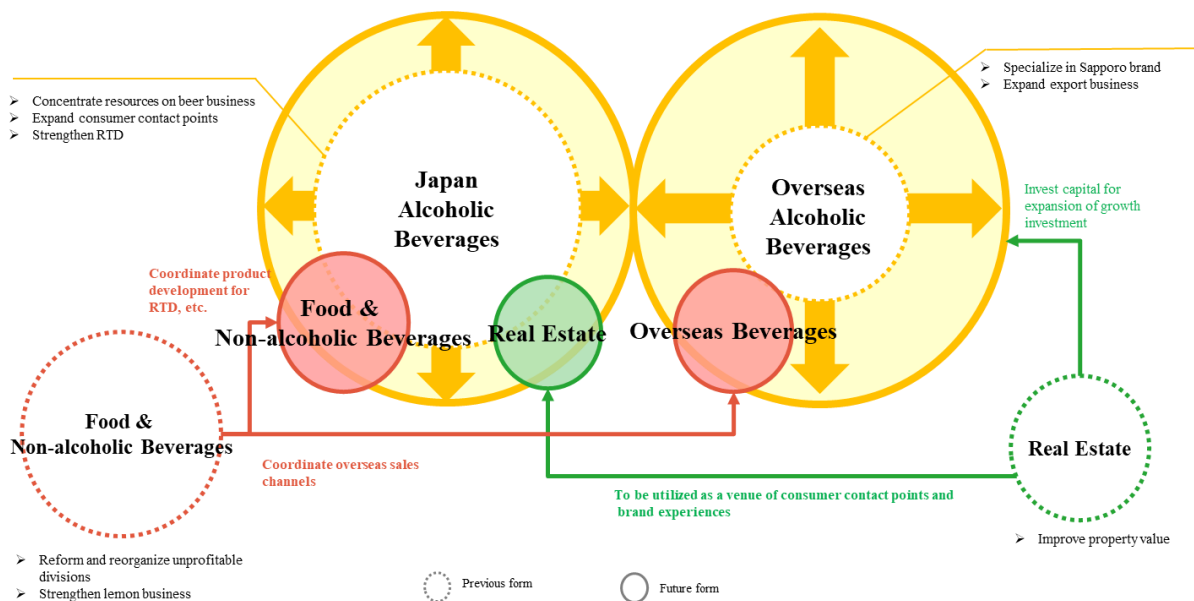 ➢ Concentrate resources on beer business
➢ Expand consumer contact points
➢ Strengthen RTD
➢ Specialize in Sapporo brand
➢ Expand export business
Japan
Alcoholic
Beverages
Overseas
Alcoholic
Beverages
Invest capital for
expansion of growth
investment
Coordinate product
development for
RTD, etc.
Food &
Non-alcoholic Beverages
Real Estate
Overseas Beverages
Food &
Non-alcoholic Beverages
Real Estate
Coordinate overseas sales
channels
To be utilized as a venue of consumer contact points and
brand experiences
➢ Improve property value
➢ Reform and reorganize unprofitable
divisions
➢ Strengthen lemon business
Previous form
Future form